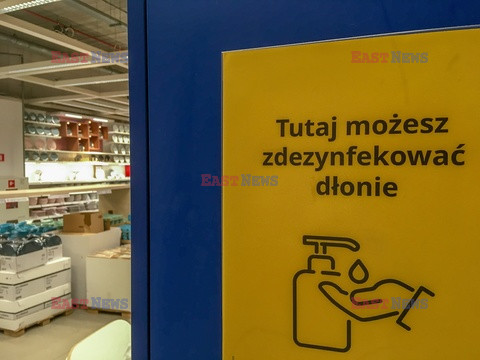 EASTNEWS
EASTNEWS
Tutaj możesz
zdezynfekować
dłonie
EASTNEWS
EASTNEWS
EASTNEWS